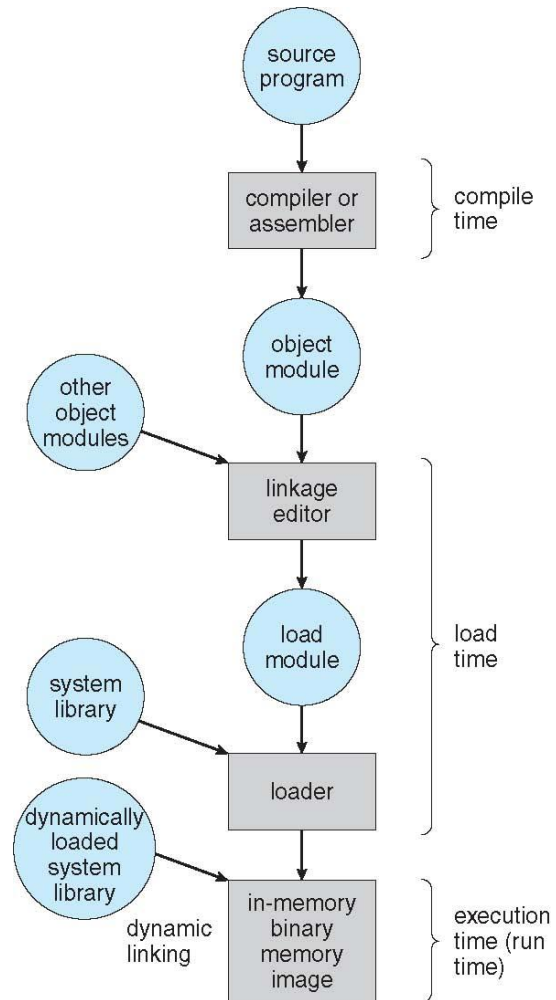 source
program
compiler or
assembler
compile
time
object
module
other
object
modules
linkage
editor
load
module
load
time
system
library
loader
dynamically
loaded
system
library
dynamic
linking
in-memory
binary
memory
image
execution
time (run
time)